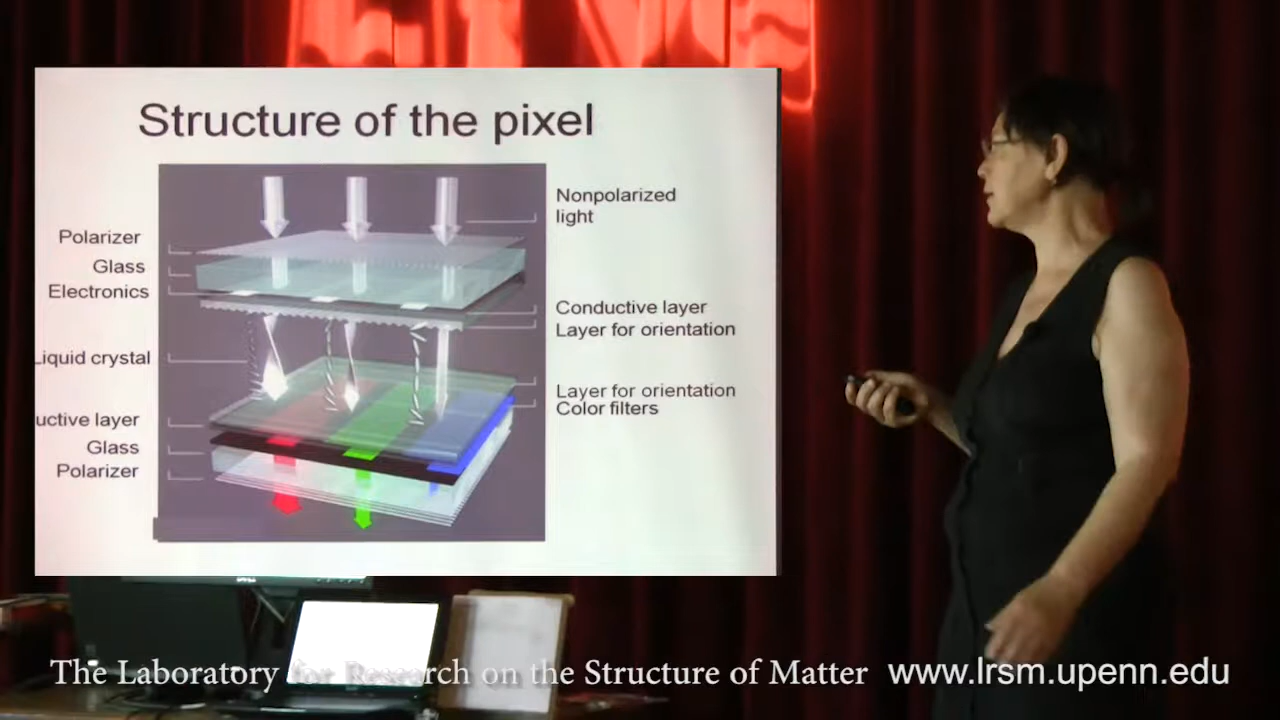 Structure of the pixel
Nonpolarized
light
Polarizer
Glass
Electronics
Conductive layer
Layer for orientation
Liquid crystal
Layer for orientation
Color filters
uctive layer
Glass
Polarizer
The Laboratory for Research on the Structure of Matter www.lrsm.upenn.edu